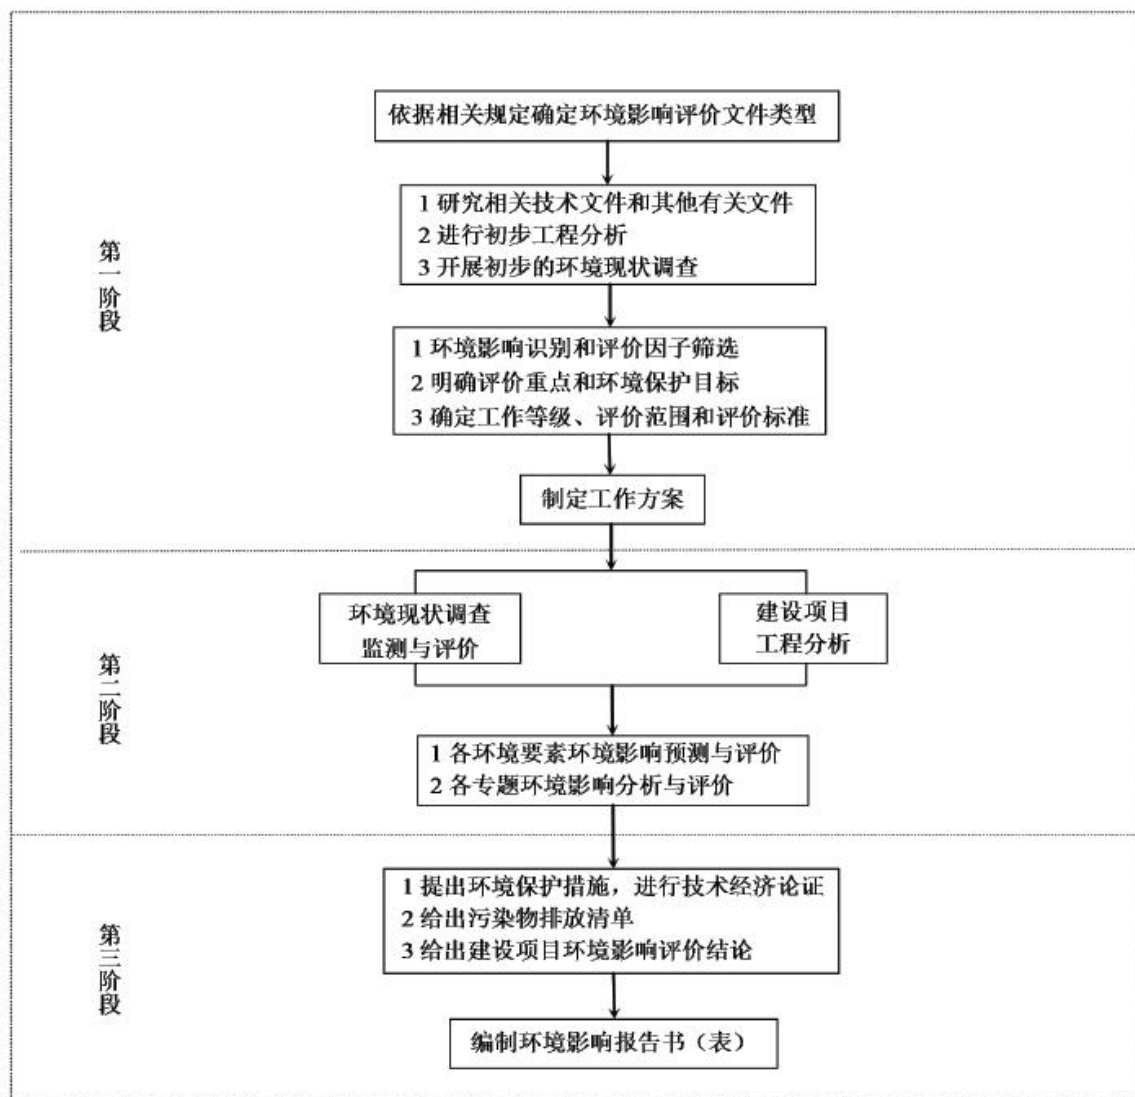 依据相关规定确定环境影响评价文件类型
1 研究相关技术文件和其他有关文件
2 进行初步工程分析
3 开展初步的环境现状调查
第一阶段
1 环境影响识别和评价因子筛选
2 明确评价重点和环境保护目标
3 确定工作等级、评价范围和评价标准
制定工作方案
环境现状调查
监测与评价
建设项目
工程分析
第二阶段
1 各环境要素环境影响预测与评价
2 各专题环境影响分析与评价
1 提出环境保护措施，进行技术经济论证
2 给出污染物排放清单
3 给出建设项目环境影响评价结论
第三阶段
编制环境影响报告书（表）